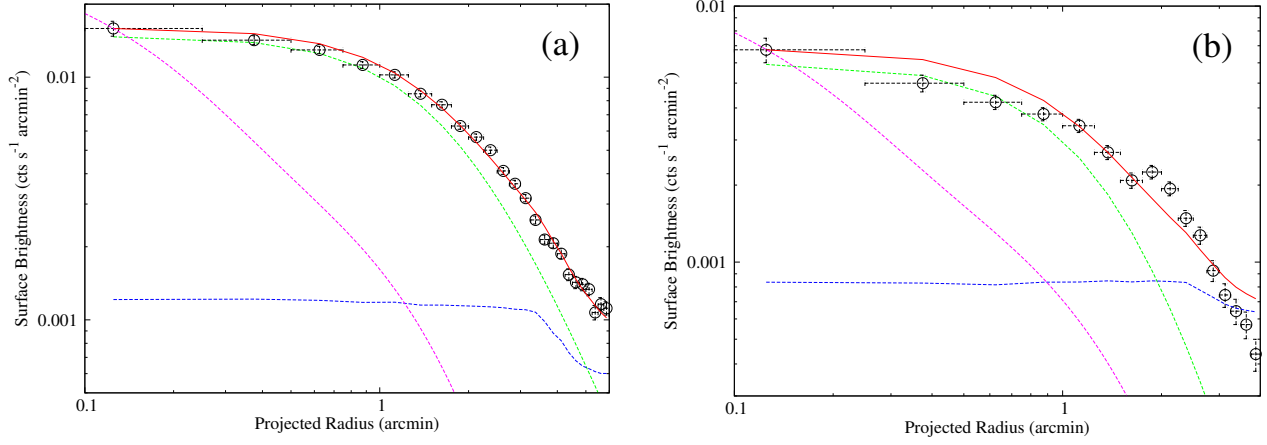 (a)
Surface Brightness (cts s⁻¹ arcmin⁻²)
0.01
0.001
0.1
1
Projected Radius (arcmin)
(b)
Surface Brightness (cts s⁻¹ arcmin⁻²)
0.01
0.001
0.1
1
Projected Radius (arcmin)